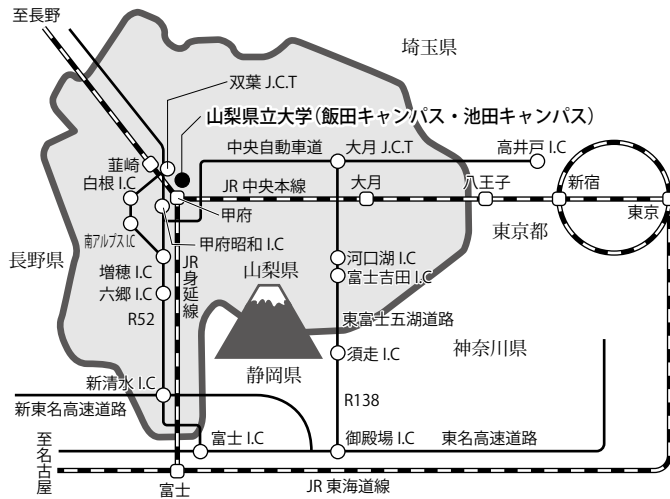 至長野
埼玉県
双葉 J.C.T
山梨県立大学(飯田キャンパス・池田キャンパス)
中央自動車道
大月 J.C.T
高井戸 I.C
韮崎
白根 I.C
JR 中央本線
大月
八王子
新宿
東京
甲府
東京都
南アルプス I.C
甲府昭和 I.C
長野県
増穂 I.C
JR身延線
山梨県
河口湖 I.C
富士吉田 I.C
六郷 I.C
R52
東富士五湖道路
神奈川県
須走 I.C
静岡県
新清水 I.C
R138
新東名高速道路
至名古屋
富士 I.C
御殿場 I.C
東名高速道路
富士
JR 東海道線